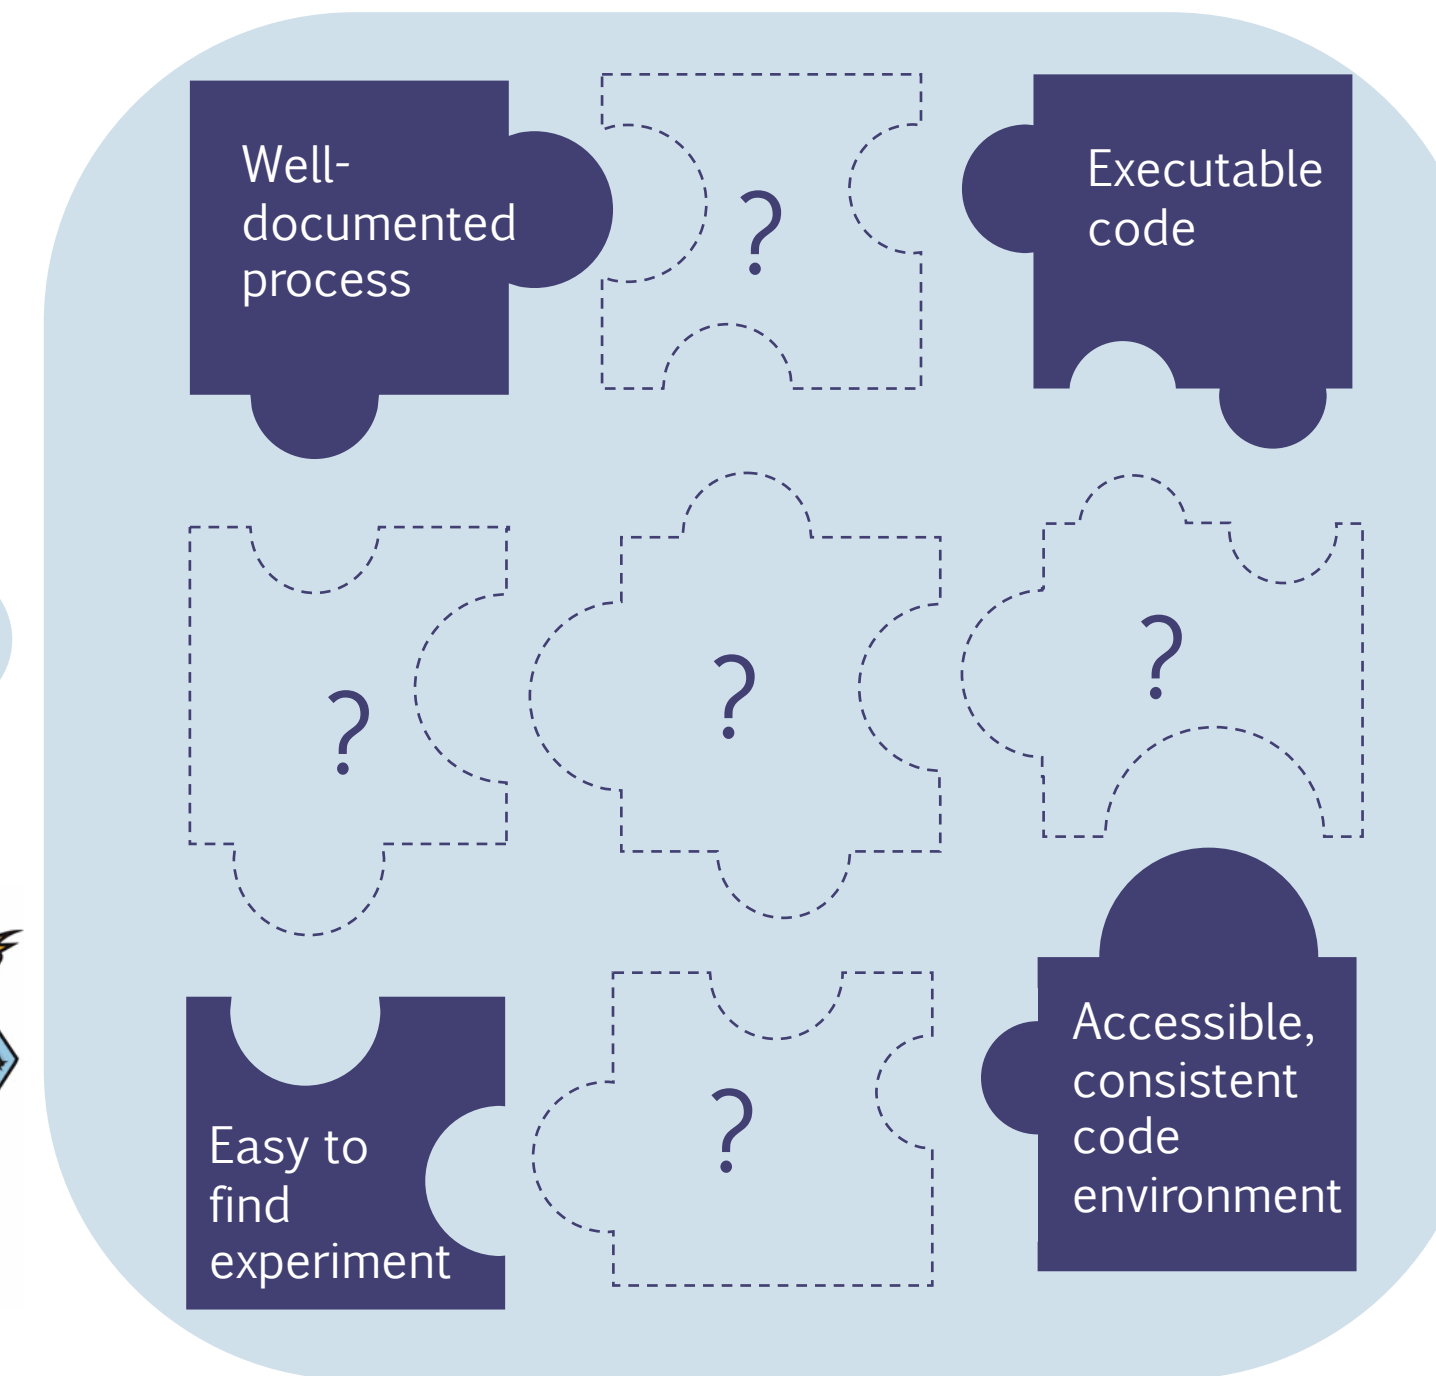 Well-
documented
process
?
Executable
code
?
?
?
Easy to
find
experiment
?
Accessible,
consistent
code
environment